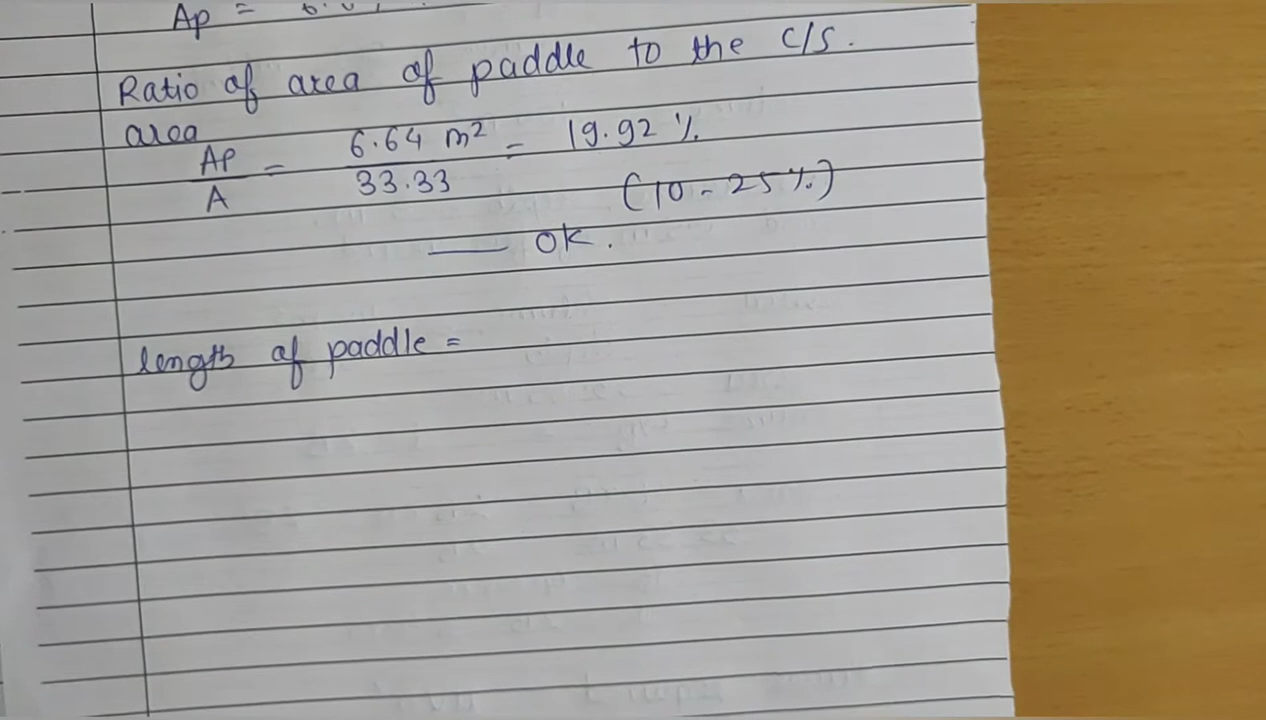 Ap =
Ratio of area of paddle to the c/s.
area
AP/A = 6.64 m²/33.33 = 19.92 %
(10 - 25%)
—— OK.
length of paddle =